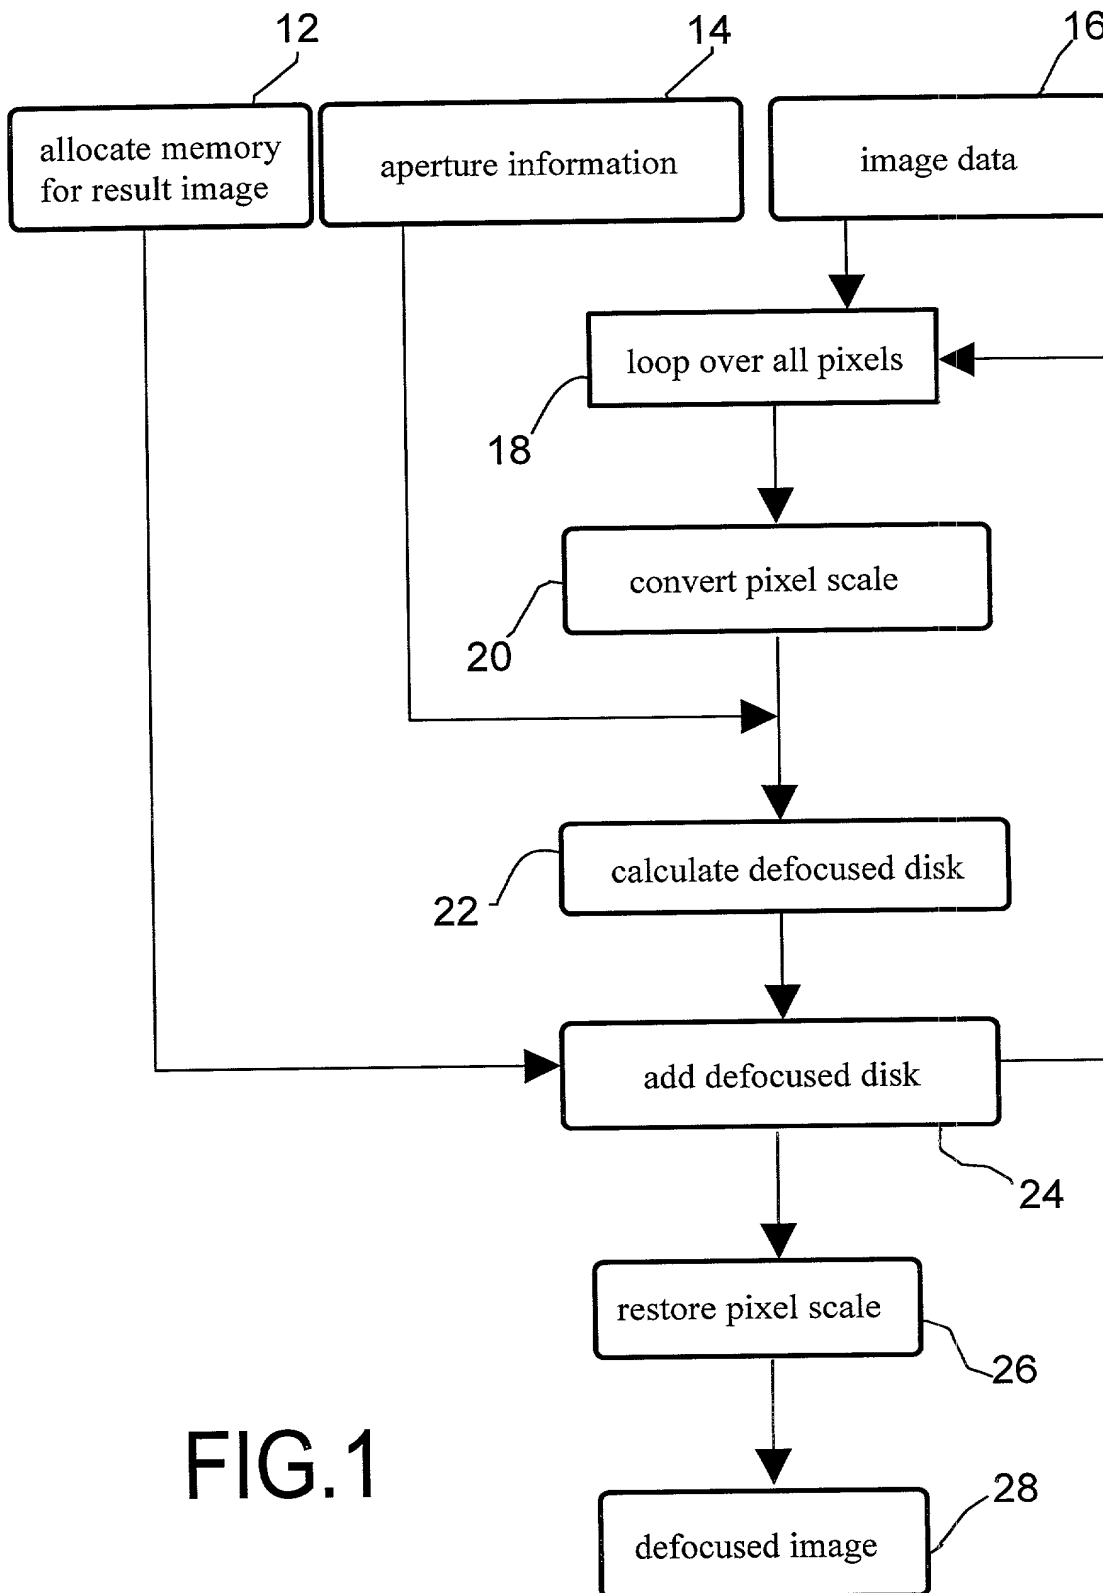 12
14
16
allocate memory
for result image
aperture information
image data
loop over all pixels
18
convert pixel scale
20
calculate defocused disk
22
add defocused disk
24
restore pixel scale
26
FIG.1
28
defocused image